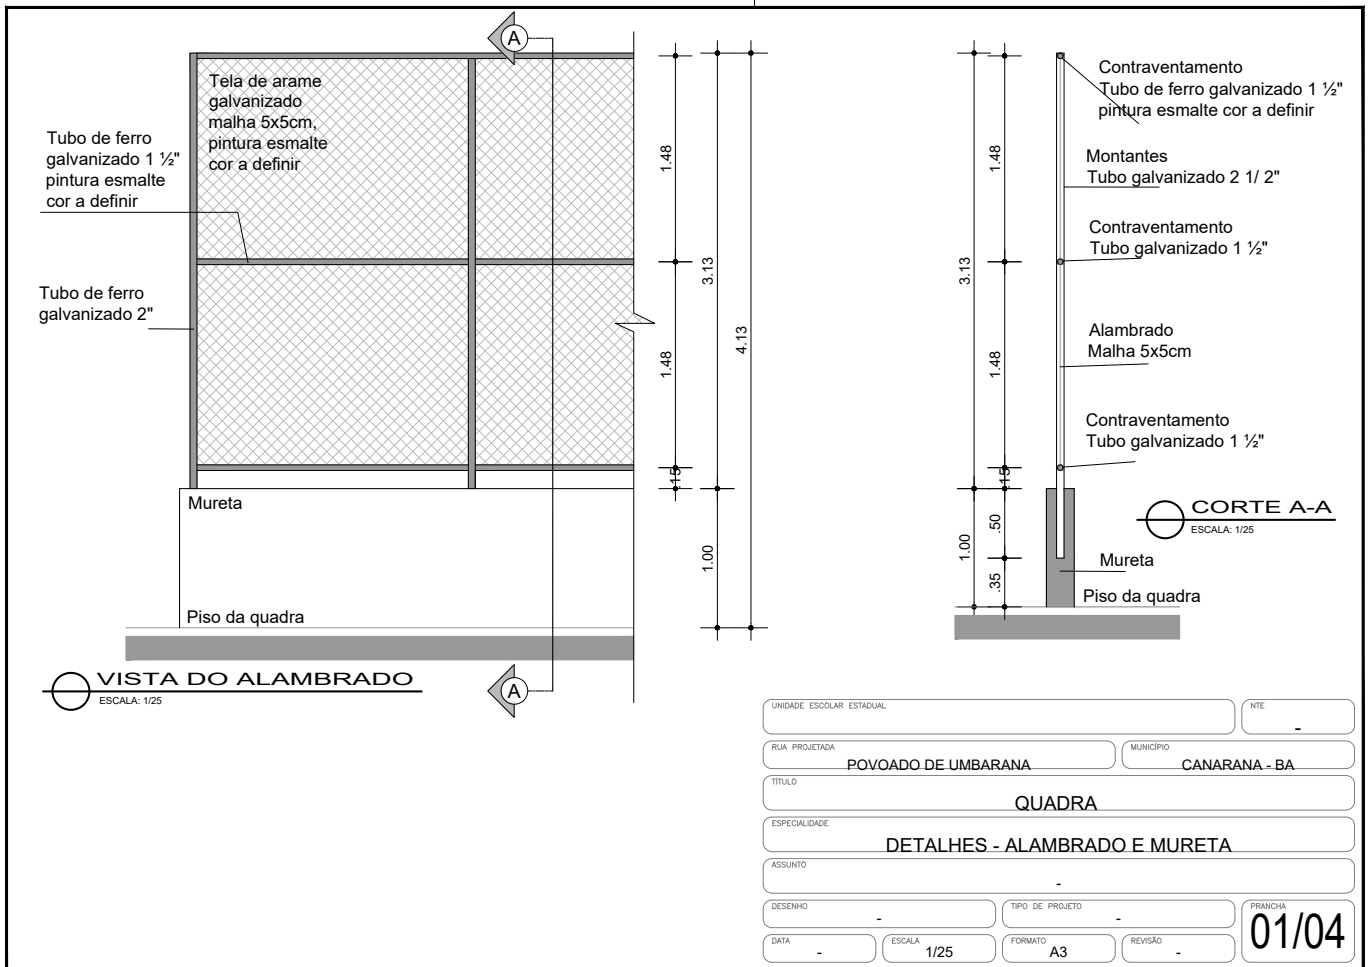 A
Tela de arame
galvanizado
malha 5x5cm,
pintura esmalte
cor a definir
Tubo de ferro
galvanizado 1 ½"
pintura esmalte
cor a definir
Tubo de ferro
galvanizado 2"
Mureta
Piso da quadra
1.48
1.48
.15
3.13
1.00
4.13
A
VISTA DO ALAMBRADO
ESCALA: 1/25
3.13
1.00
1.48
1.48
.15
.50
.35
Contraventamento
Tubo de ferro galvanizado 1 ½"
pintura esmalte cor a definir
Montantes
Tubo galvanizado 2 1/ 2"
Contraventamento
Tubo galvanizado 1 ½"
Alambrado
Malha 5x5cm
Contraventamento
Tubo galvanizado 1 ½"
CORTE A-A
ESCALA: 1/25
Mureta
Piso da quadra
UNIDADE ESCOLAR ESTADUAL
NTE
-
RUA PROJETADA
POVOADO DE UMBARANA
MUNICÍPIO
CANARANA - BA
TÍTULO
QUADRA
ESPECIALIDADE
DETALHES - ALAMBRADO E MURETA
ASSUNTO
-
DESENHO
-
TIPO DE PROJETO
-
PRANCHA
01/04
DATA
-
ESCALA
1/25
FORMATO
A3
REVISÃO
-